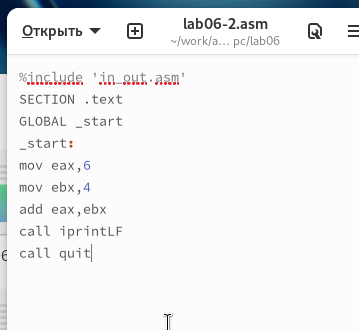 Открыть
lab06-2.asm
~/work/a... pc/lab06
%include 'in_out.asm'
SECTION .text
GLOBAL _start
_start:
mov eax,6
mov ebx,4
add eax,ebx
call iprintLF
call quit